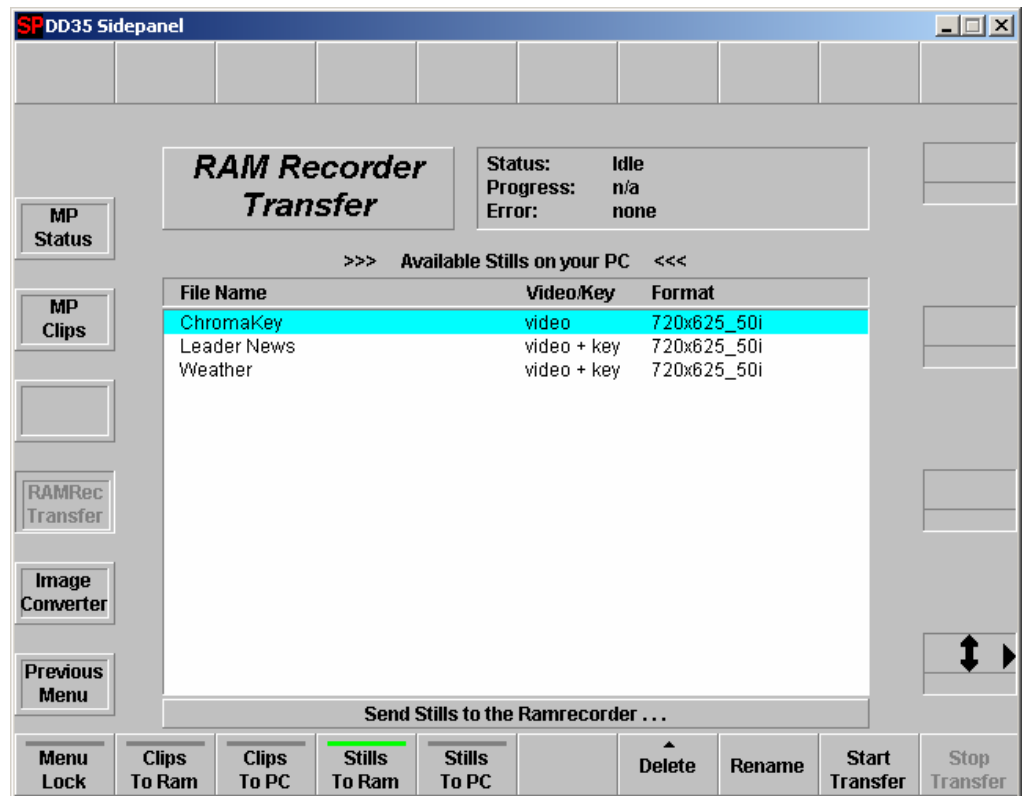 SP DD35 Sidepanel
RAM Recorder
Transfer
Status: Idle
Progress: n/a
Error: none
MP
Status
>>> Available Stills on your PC <<<
File Name Video/Key Format
ChromaKey video 720x625_50i
Leader News video + key 720x625_50i
Weather video + key 720x625_50i
MP
Clips
RAMRec
Transfer
Image
Converter
Previous
Menu
Send Stills to the Ramrecorder . . .
Menu
Lock
Clips
To Ram
Clips
To PC
Stills
To Ram
Stills
To PC
Delete
Rename
Start
Transfer
Stop
Transfer